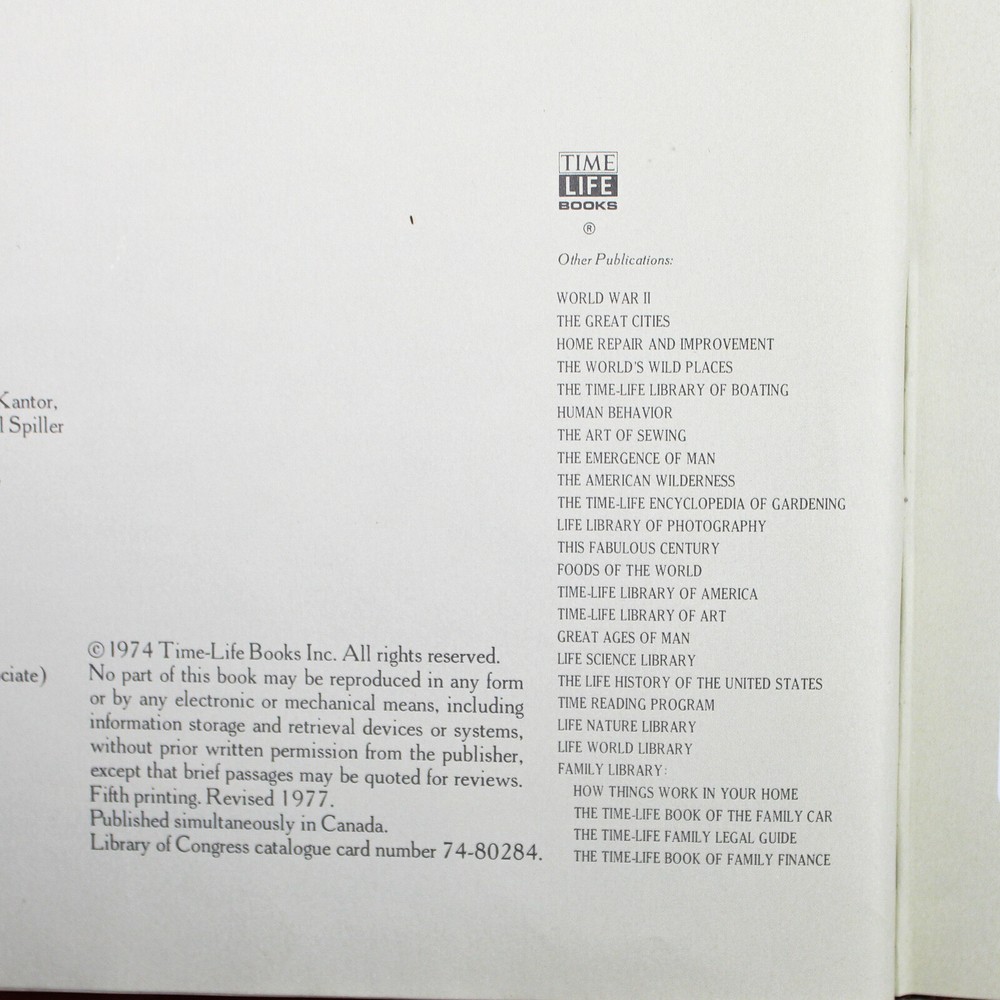 TIME
LIFE
BOOKS
®
Other Publications:
WORLD WAR II
THE GREAT CITIES
HOME REPAIR AND IMPROVEMENT
THE WORLD'S WILD PLACES
THE TIME-LIFE LIBRARY OF BOATING
HUMAN BEHAVIOR
THE ART OF SEWING
THE EMERGENCE OF MAN
THE AMERICAN WILDERNESS
THE TIME-LIFE ENCYCLOPEDIA OF GARDENING
LIFE LIBRARY OF PHOTOGRAPHY
THIS FABULOUS CENTURY
FOODS OF THE WORLD
TIME-LIFE LIBRARY OF AMERICA
TIME-LIFE LIBRARY OF ART
GREAT AGES OF MAN
LIFE SCIENCE LIBRARY
THE LIFE HISTORY OF THE UNITED STATES
TIME READING PROGRAM
LIFE NATURE LIBRARY
LIFE WORLD LIBRARY
FAMILY LIBRARY:
HOW THINGS WORK IN YOUR HOME
THE TIME-LIFE BOOK OF THE FAMILY CAR
THE TIME-LIFE FAMILY LEGAL GUIDE
THE TIME-LIFE BOOK OF FAMILY FINANCE
Kantor,
l Spiller
ciate)
© 1974 Time-Life Books Inc. All rights reserved.
No part of this book may be reproduced in any form
or by any electronic or mechanical means, including
information storage and retrieval devices or systems,
without prior written permission from the publisher,
except that brief passages may be quoted for reviews.
Fifth printing. Revised 1977.
Published simultaneously in Canada.
Library of Congress catalogue card number 74-80284.